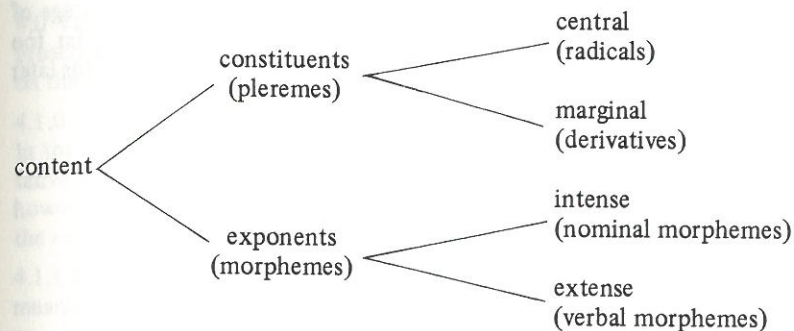 central
(radicals)
constituents
(pleremes)
marginal
(derivatives)
content
intense
(nominal morphemes)
exponents
(morphemes)
extense
(verbal morphemes)